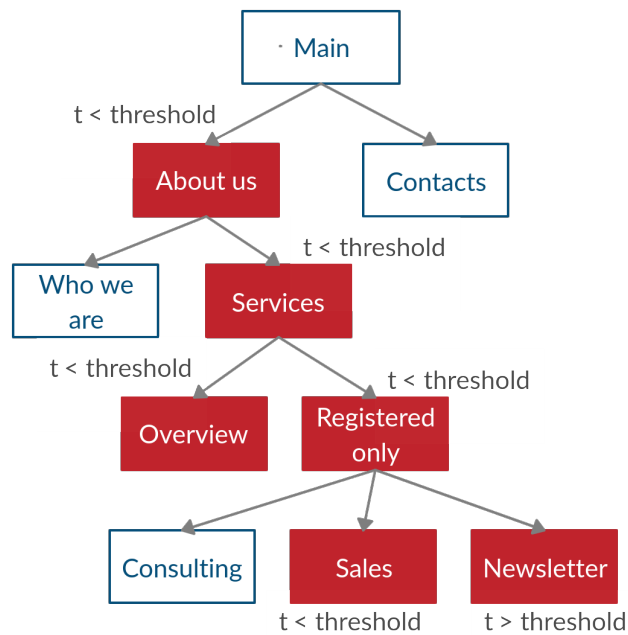 Main
t < threshold
About us
Contacts
t < threshold
Who we
are
Services
t < threshold
t < threshold
Overview
Registered
only
Consulting
Sales
Newsletter
t < threshold
t > threshold